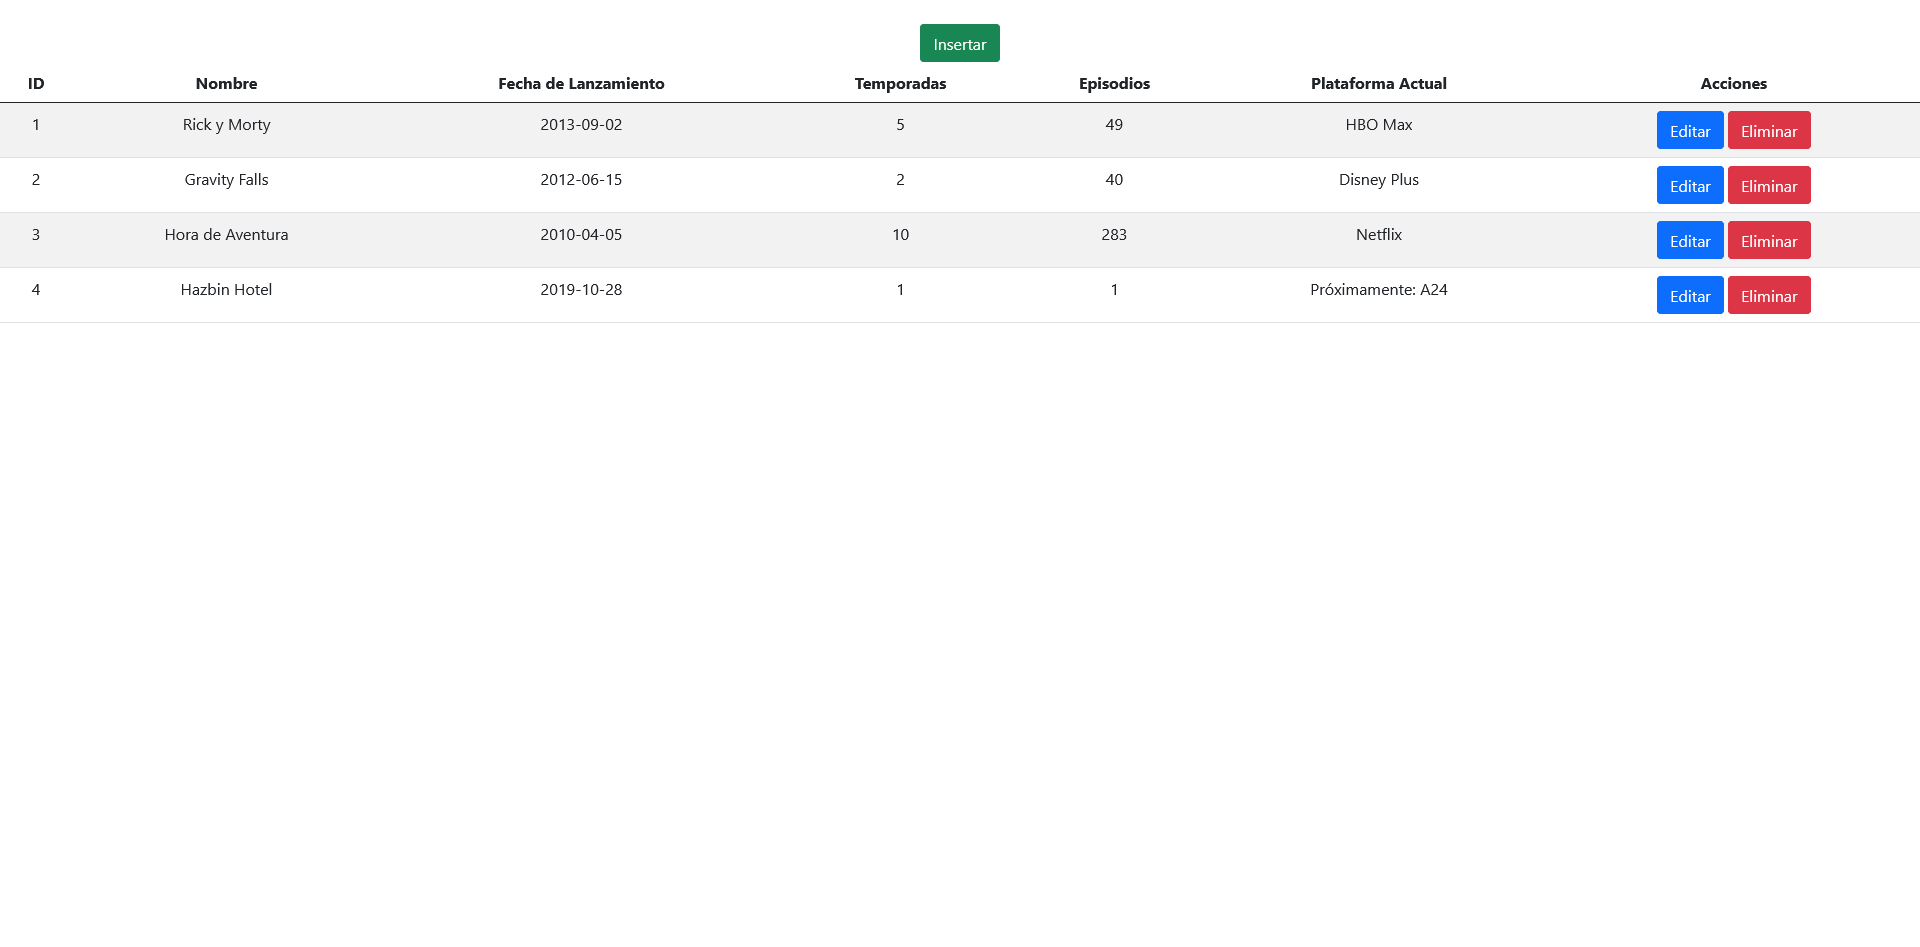 Insertar
ID Nombre Fecha de Lanzamiento Temporadas Episodios Plataforma Actual Acciones
1 Rick y Morty 2013-09-02 5 49 HBO Max Editar Eliminar
2 Gravity Falls 2012-06-15 2 40 Disney Plus Editar Eliminar
3 Hora de Aventura 2010-04-05 10 283 Netflix Editar Eliminar
4 Hazbin Hotel 2019-10-28 1 1 Próximamente: A24 Editar Eliminar